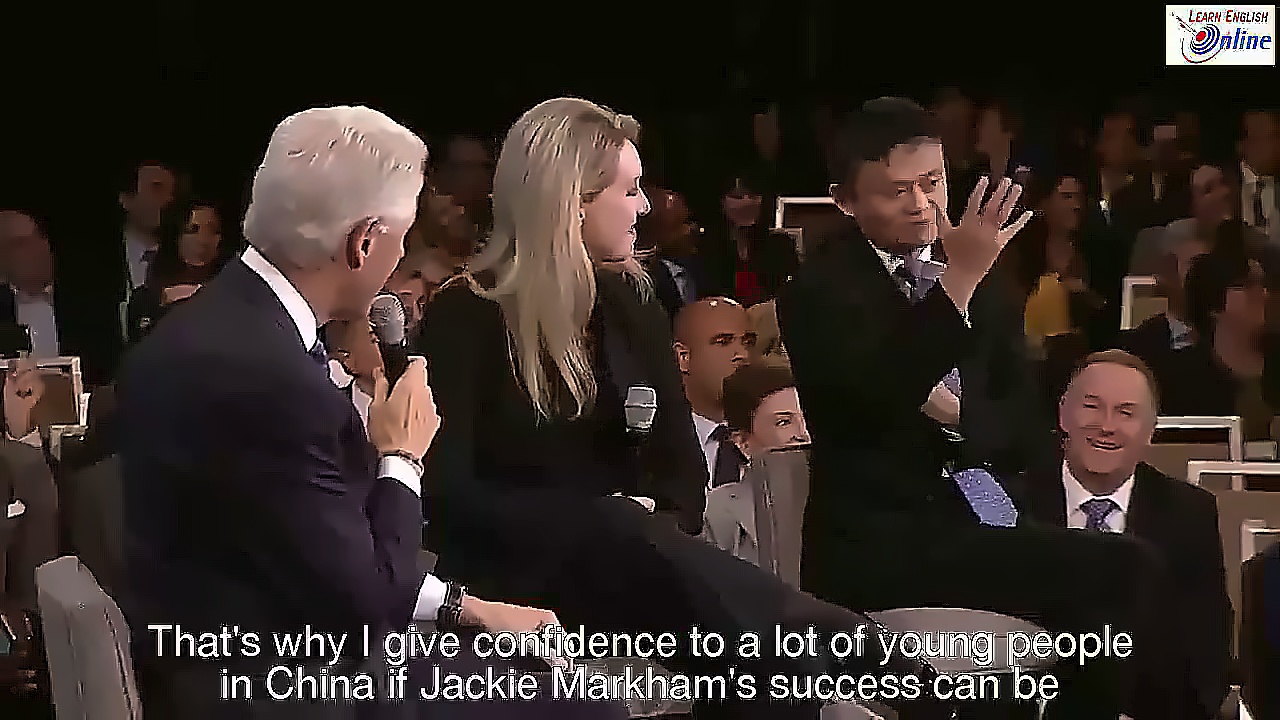 LEARN ENGLISH
Online
That's why I give confidence to a lot of young people
in China if Jackie Markham's success can be